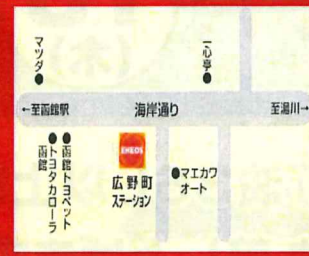 マツダ
一心亭
←至函館駅
海岸通り
至湯川→
函館トヨペット
トヨタカローラ
函館
ENEOS
広野町
ステーション
マエカワ
オート